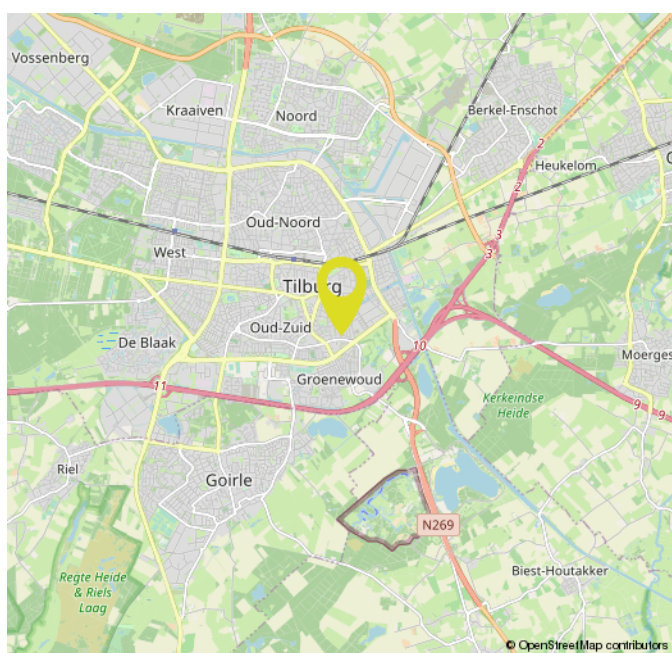 Vossenberg
Kraaiven
Noord
Berkel-Enschot
2
Heukelom
2
Oud-Noord
3
West
3
Tilburg
Oud-Zuid
De Blaak
10
Moerges
11
Groenewoud
Kerkeindse
Heide
9
9
Riel
Goirle
N269
Biest-Houtakker
Regte Heide
& Riels
Laag
© OpenStreetMap contributors